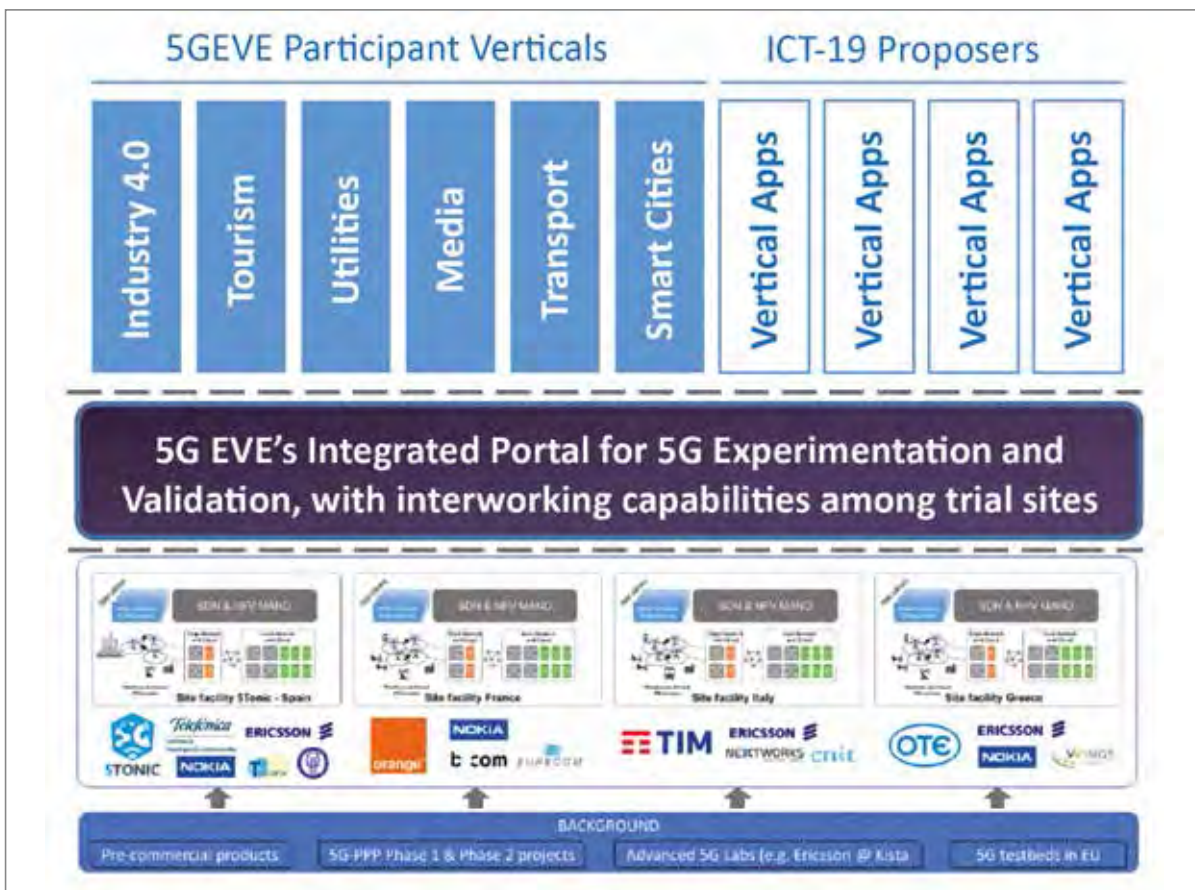 5GEVE Participant Verticals
ICT-19 Proposers
Industry 4.0
Tourism
Utilities
Media
Transport
Smart Cities
Vertical Apps
Vertical Apps
Vertical Apps
Vertical Apps
5G EVE's Integrated Portal for 5G Experimentation and
Validation, with interworking capabilities among trial sites
SDN & NFV MANO
SDN & NFV MANO
SDN & NFV MANO
SDN & NFV MANO
Site facility 5Tonic - Spain
Site facility France
Site facility Italy
Site facility Greece
5G
5TONIC
Telefónica
ERICSSON
NOKIA
orange
NOKIA
b com
EURECOM
TIM
ERICSSON
NEXTWORKS
cnit
OTE
ERICSSON
NOKIA
WINGS
BACKGROUND
Pre-commercial products
5G-PPP Phase 1 & Phase 2 projects
Advanced 5G Labs (e.g. Ericsson @ Kista
5G testbeds in EU